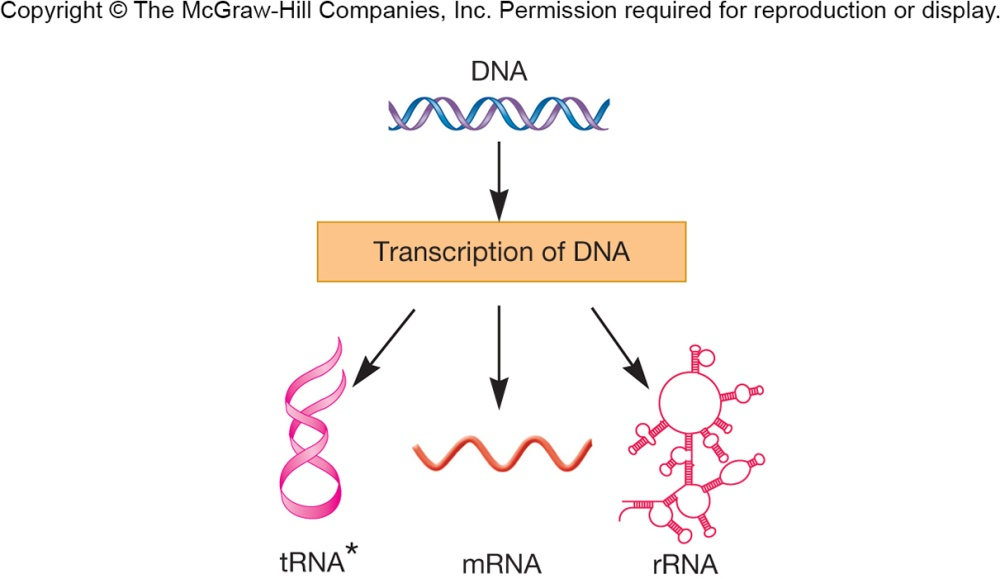 Copyright © The McGraw-Hill Companies, Inc. Permission required for reproduction or display.
DNA
Transcription of DNA
tRNA* mRNA rRNA